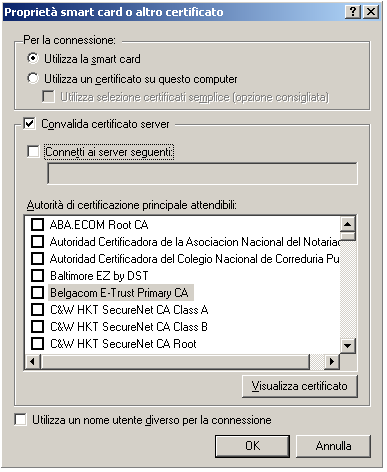 Proprietà smart card o altro certificato
Per la connessione:
Utilizza la smart card
Utilizza un certificato su questo computer
Utilizza selezione certificati semplice (opzione consigliata)
Convalida certificato server
Connetti ai server seguenti:
Autorità di certificazione principale attendibili:
ABA.ECOM Root CA
Autoridad Certificadora de la Asociacion Nacional del Notariad
Autoridad Certificadora del Colegio Nacional de Correduria Pu
Baltimore EZ by DST
Belgacom E-Trust Primary CA
C&W HKT SecureNet CA Class A
C&W HKT SecureNet CA Class B
C&W HKT SecureNet CA Root
Visualizza certificato
Utilizza un nome utente diverso per la connessione
OK Annulla